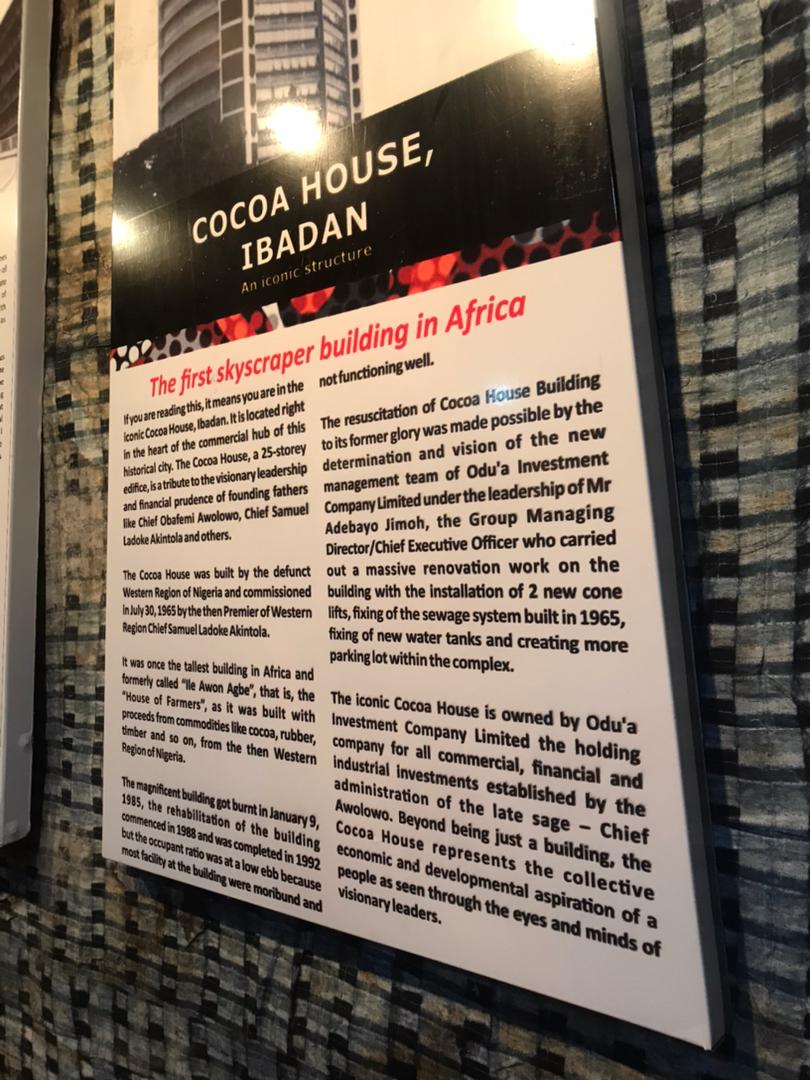 COCOA HOUSE,
IBADAN
An iconic structure
The first skyscraper building in Africa
If you are reading this, it means you are in the
iconic Cocoa House, Ibadan. It is located right
in the heart of the commercial hub of this
historical city. The Cocoa House, a 25-storey
edifice, is a tribute to the visionary leadership
and financial prudence of founding fathers
like Chief Obafemi Awolowo, Chief Samuel
Ladoke Akintola and others.
The Cocoa House was built by the defunct
Western Region of Nigeria and commissioned
in July 30, 1965 by the then Premier of Western
Region Chief Samuel Ladoke Akintola.
It was once the tallest building in Africa and
formerly called "Ile Awon Agbe", that is, the
"House of Farmers", as it was built with
proceeds from commodities like cocoa, rubber,
timber and so on, from the then Western
Region of Nigeria.
The magnificent building got burnt in January 9,
1985, the rehabilitation of the building
commenced in 1988 and was completed in 1992
but the occupant ratio was at a low ebb because
most facility at the building were moribund and
not functioning well.
The resuscitation of Cocoa House Building
to its former glory was made possible by the
determination and vision of the new
management team of Odu'a Investment
Company Limited under the leadership of Mr
Adebayo Jimoh, the Group Managing
Director/Chief Executive Officer who carried
out a massive renovation work on the
building with the installation of 2 new cone
lifts, fixing of the sewage system built in 1965,
fixing of new water tanks and creating more
parking lot within the complex.
The iconic Cocoa House is owned by Odu'a
Investment Company Limited the holding
company for all commercial, financial and
industrial investments established by the
administration of the late sage – Chief
Awolowo. Beyond being just a building, the
Cocoa House represents the collective
economic and developmental aspiration of a
people as seen through the eyes and minds of
visionary leaders.